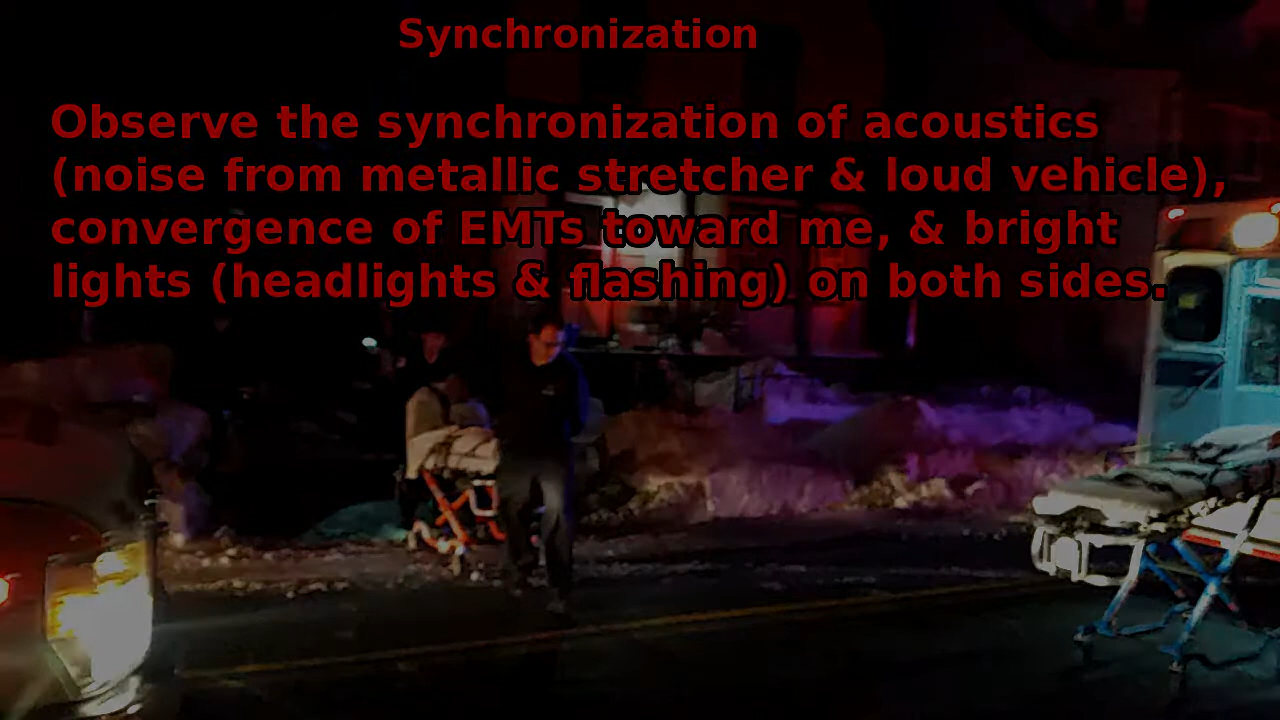 Synchronization
Observe the synchronization of acoustics
(noise from metallic stretcher & loud vehicle),
convergence of EMTs toward me, & bright
lights (headlights & flashing) on both sides.